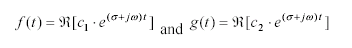 f(t) = ℜ[c₁ · e^{(σ+jω)t}] and g(t) = ℜ[c₂ · e^{(σ+jω)t}]